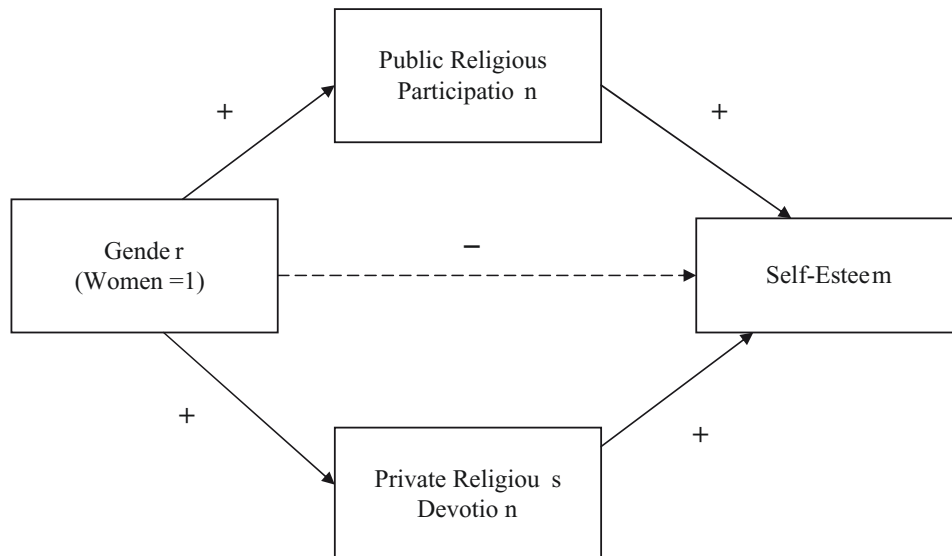 Public Religious
Participatio n
+
+
Gende r
(Women =1)
−
Self-Esteem
+
+
Private Religiou s
Devotio n